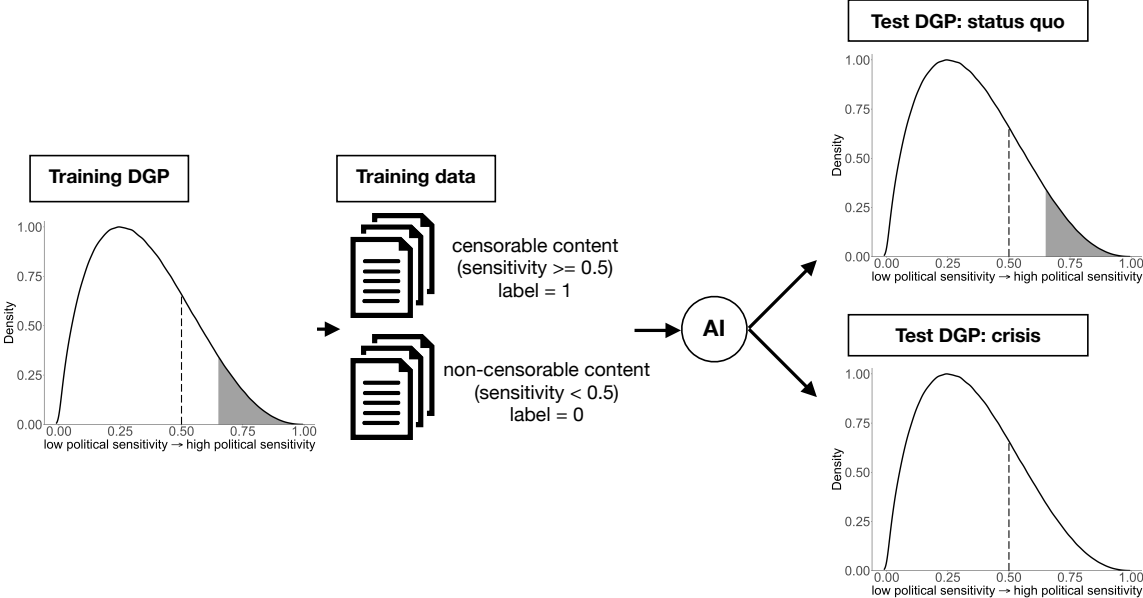 Training DGP
1.00
0.75
0.50
0.25
0.00
Density
0.00 0.25 0.50 0.75 1.00
low political sensitivity → high political sensitivity
Training data
censorable content
(sensitivity >= 0.5)
label = 1
non-censorable content
(sensitivity < 0.5)
label = 0
AI
Test DGP: status quo
1.00
0.75
0.50
0.25
0.00
Density
0.00 0.25 0.50 0.75 1.00
low political sensitivity → high political sensitivity
Test DGP: crisis
1.00
0.75
0.50
0.25
0.00
Density
0.00 0.25 0.50 0.75 1.00
low political sensitivity → high political sensitivity